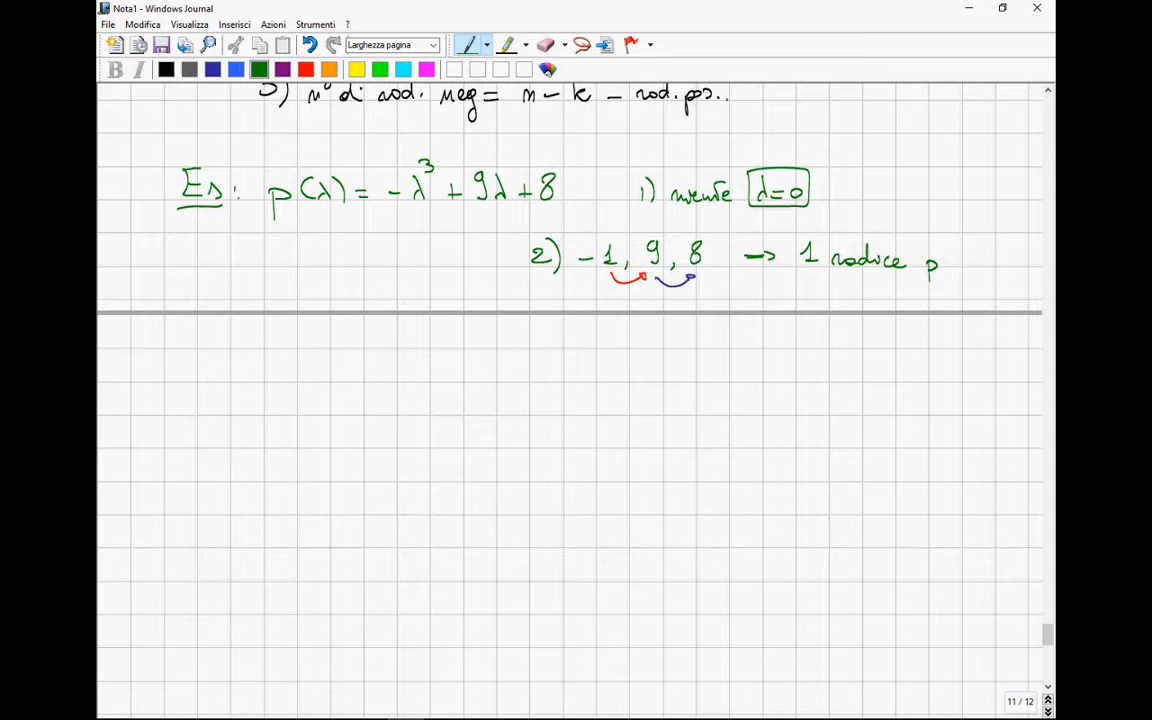 Nota1 - Windows Journal
File Modifica Visualizza Inserisci Azioni Strumenti ?
Larghezza pagina
B I
3) n° di rad. neg = n - k - rad. pos..
Es: p(λ) = -λ³ + 9λ + 8 1) niente λ=0
2) -1, 9, 8 → 1 radice p
11 / 12